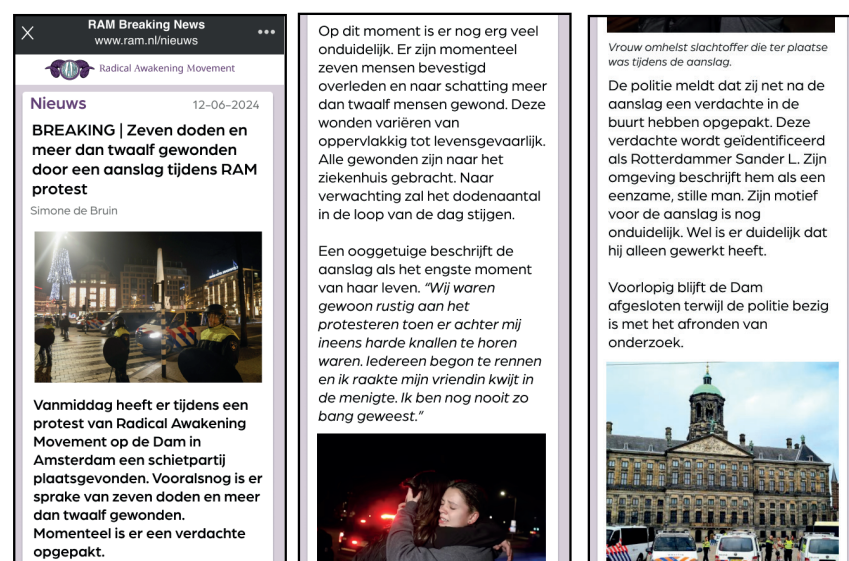 RAM Breaking News
www.ram.nl/nieuws
Radical Awakening Movement
Nieuws
12-06-2024
BREAKING | Zeven doden en
meer dan twaalf gewonden
door een aanslag tijdens RAM
protest
Simone de Bruin
Vanmiddag heeft er tijdens een
protest van Radical Awakening
Movement op de Dam in
Amsterdam een schietpartij
plaatsgevonden. Vooralsnog is er
sprake van zeven doden en meer
dan twaalf gewonden.
Momenteel is er een verdachte
opgepakt.
Op dit moment is er nog erg veel
onduidelijk. Er zijn momenteel
zeven mensen bevestigd
overleden en naar schatting meer
dan twaalf mensen gewond. Deze
wonden variëren van
oppervlakkig tot levensgevaarlijk.
Alle gewonden zijn naar het
ziekenhuis gebracht. Naar
verwachting zal het dodenaantal
in de loop van de dag stijgen.
Een ooggetuige beschrijft de
aanslag als het engste moment
van haar leven. “Wij waren
gewoon rustig aan het
protesteren toen er achter mij
ineens harde knallen te horen
waren. Iedereen begon te rennen
en ik raakte mijn vriendin kwijt in
de menigte. Ik ben nog nooit zo
bang geweest.”
Vrouw omhelst slachtoffer die ter plaatse
was tijdens de aanslag.
De politie meldt dat zij net na de
aanslag een verdachte in de
buurt hebben opgepakt. Deze
verdachte wordt geïdentificeerd
als Rotterdammer Sander L. Zijn
omgeving beschrijft hem als een
eenzame, stille man. Zijn motief
voor de aanslag is nog
onduidelijk. Wel is er duidelijk dat
hij alleen gewerkt heeft.
Voorlopig blijft de Dam
afgesloten terwijl de politie bezig
is met het afronden van
onderzoek.